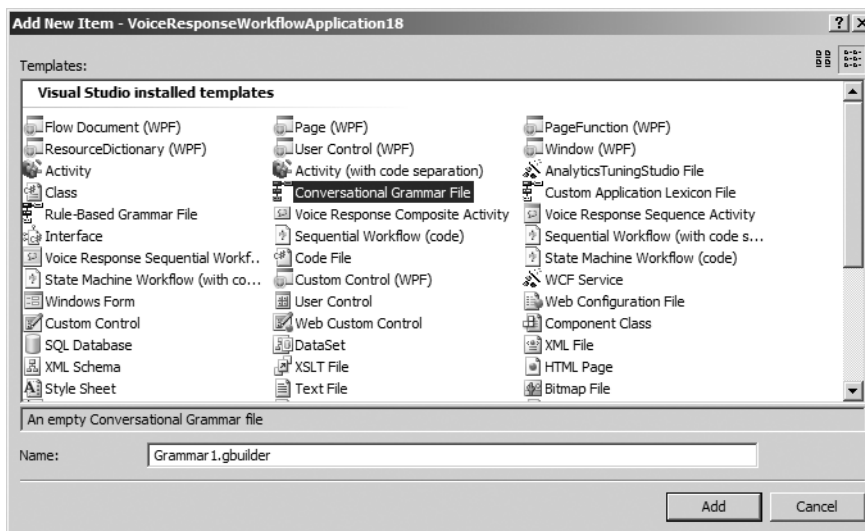 Add New Item - VoiceResponseWorkflowApplication18
Templates:
Visual Studio installed templates
Flow Document (WPF) Page (WPF) PageFunction (WPF)
ResourceDictionary (WPF) User Control (WPF) Window (WPF)
Activity Activity (with code separation) AnalyticsTuningStudio File
Class Conversational Grammar File Custom Application Lexicon File
Rule-Based Grammar File Voice Response Composite Activity Voice Response Sequence Activity
Interface Sequential Workflow (code) Sequential Workflow (with code s...
Voice Response Sequential Workf... Code File State Machine Workflow (code)
State Machine Workflow (with co... Custom Control (WPF) WCF Service
Windows Form User Control Web Configuration File
Custom Control Web Custom Control Component Class
SQL Database DataSet XML File
XML Schema XSLT File HTML Page
Style Sheet Text File Bitmap File
An empty Conversational Grammar file
Name: Grammar1.gbuilder
Add Cancel